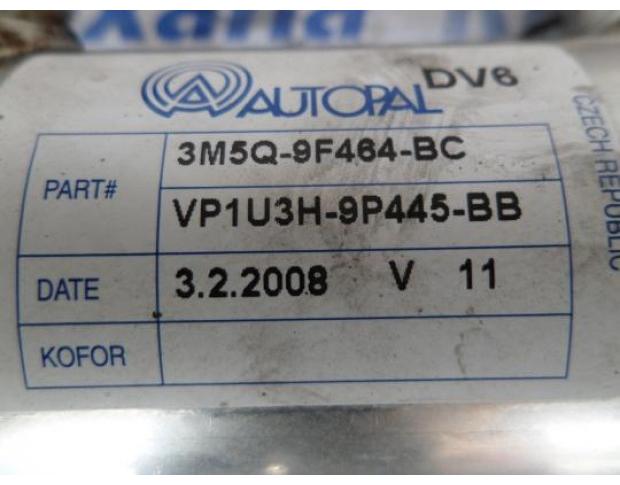 AUTOPAL DV6
CZECH REPUBLIC
PART# 3M5Q-9F464-BC
VP1U3H-9P445-BB
DATE 3.2.2008 V 11
KOFOR